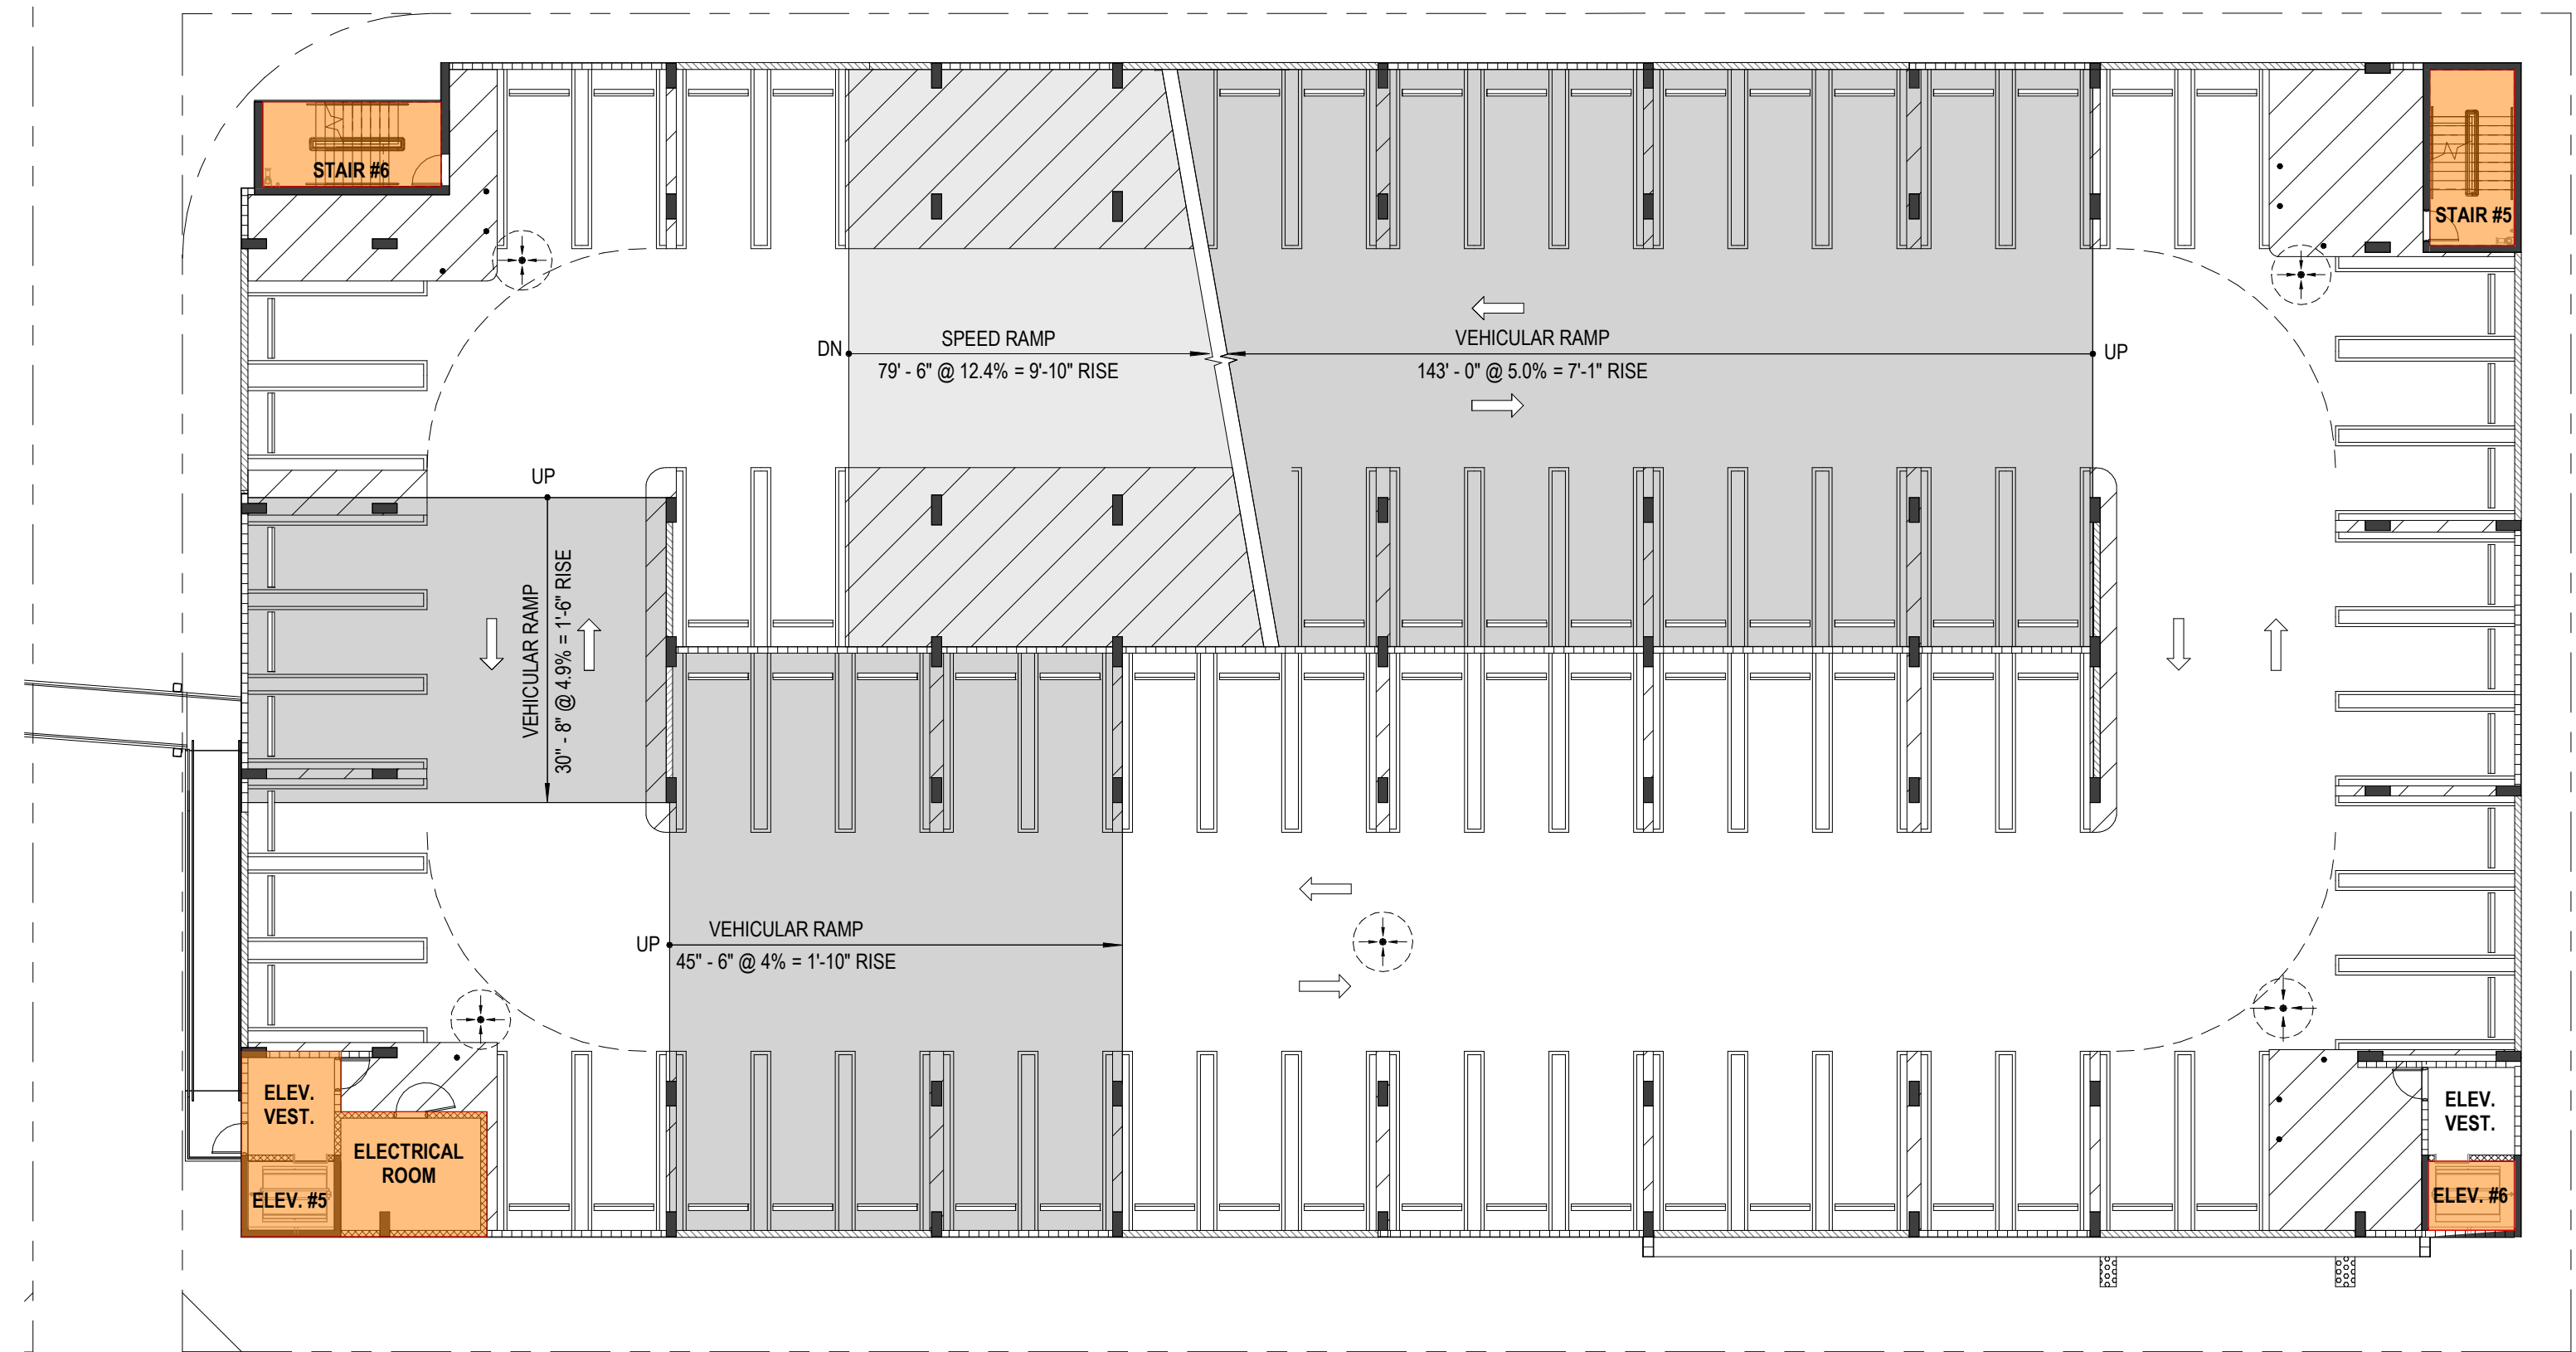 STAIR #6
STAIR #5
SPEED RAMP
79' - 6" @ 12.4% = 9'-10" RISE
DN
VEHICULAR RAMP
143' - 0" @ 5.0% = 7'-1" RISE
UP
UP
VEHICULAR RAMP
30" - 8" @ 4.9% = 1'-6" RISE
VEHICULAR RAMP
45" - 6" @ 4% = 1'-10" RISE
UP
ELEV.
VEST.
ELECTRICAL
ROOM
ELEV. #5
ELEV.
VEST.
ELEV. #6